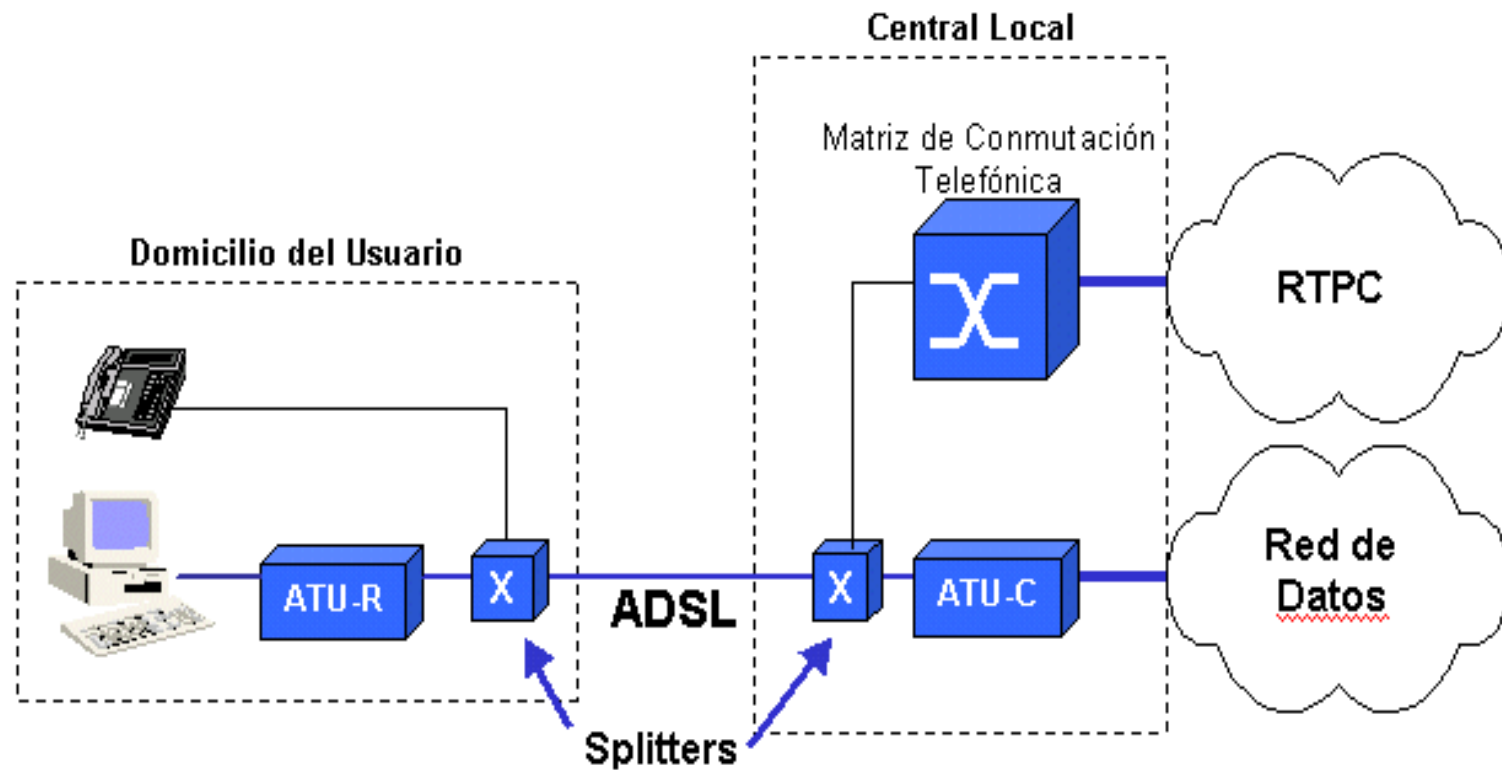 Central Local
Matriz de Conmutación
Telefónica
Domicilio del Usuario
RTPC
ATU-R
X
ADSL
X
ATU-C
Red de
Datos
Splitters